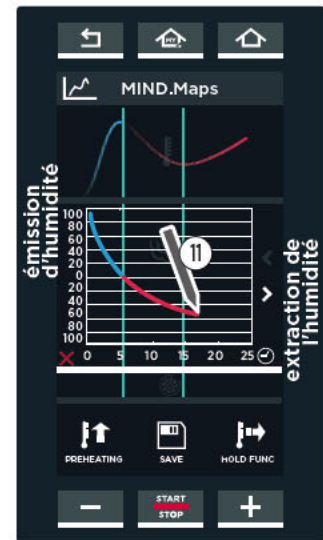 MY
MIND.Maps
émission
d'humidité
100
80
60
40
20
0
20
40
60
80
100
0 5 10 15 20 25
11
extraction de
l'humidité
PREHEATING SAVE HOLD FUNC
START
STOP